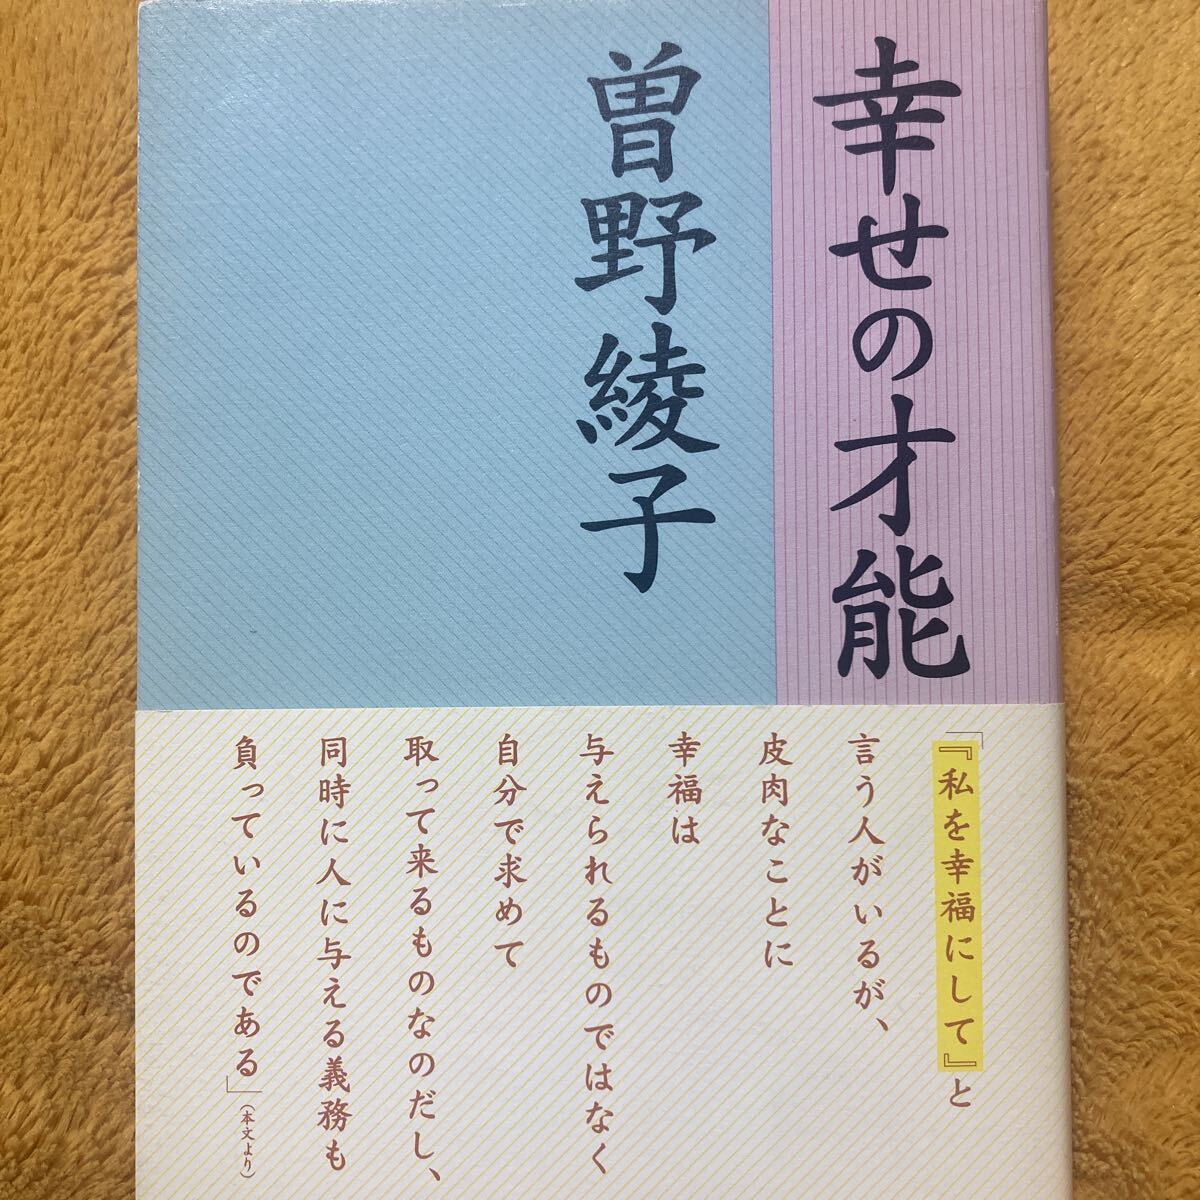 幸せの才能
曽野綾子
「『私を幸福にして』と
言う人がいるが、
皮肉なことに
幸福は
与えられるものではなく
自分で求めて
取って来るものなのだし、
同時に人に与える義務も
負っているのである」（本文より）